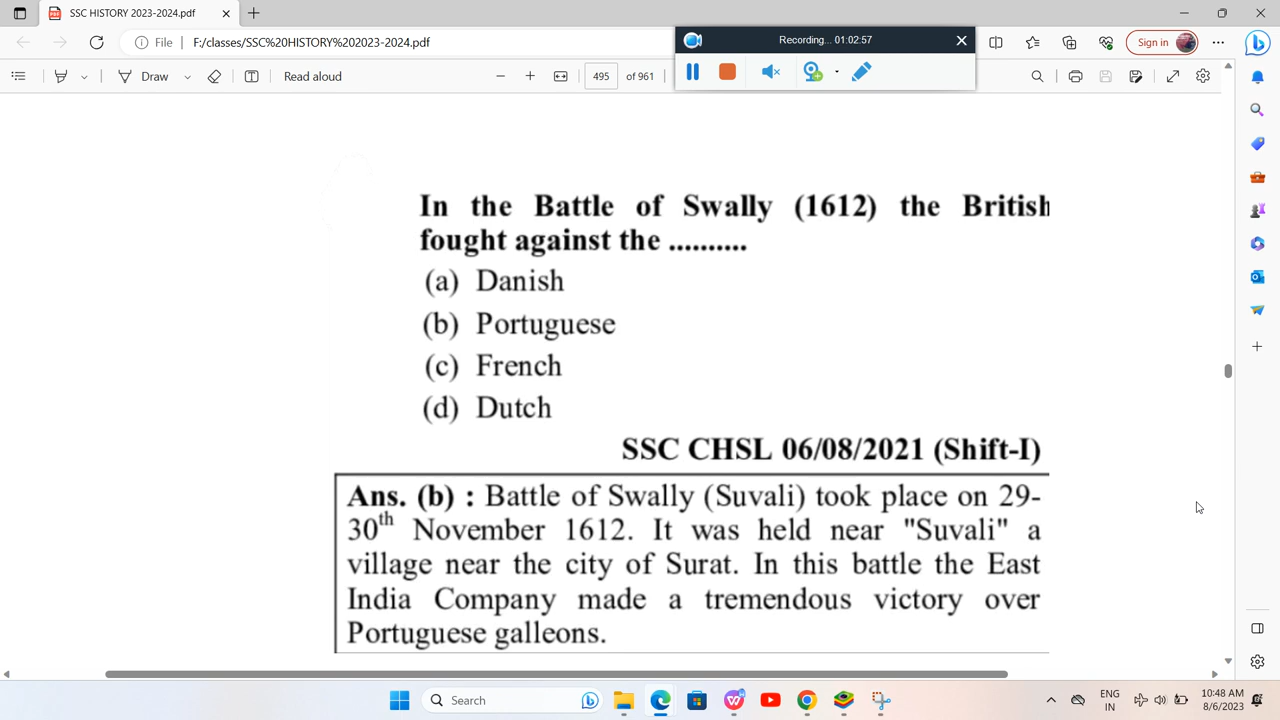 SSC HISTORY 2023-2024.pdf
File F:/classes/SSC%20HISTORY%202023-2024.pdf
Recording... 01:02:57
Sign in
Draw
Read aloud
495 of 961
In the Battle of Swally (1612) the British
fought against the ..........
(a) Danish
(b) Portuguese
(c) French
(d) Dutch
SSC CHSL 06/08/2021 (Shift-I)
Ans. (b) : Battle of Swally (Suvali) took place on 29-
30th November 1612. It was held near "Suvali" a
village near the city of Surat. In this battle the East
India Company made a tremendous victory over
Portuguese galleons.
Search
ENG
IN
10:48 AM
8/6/2023